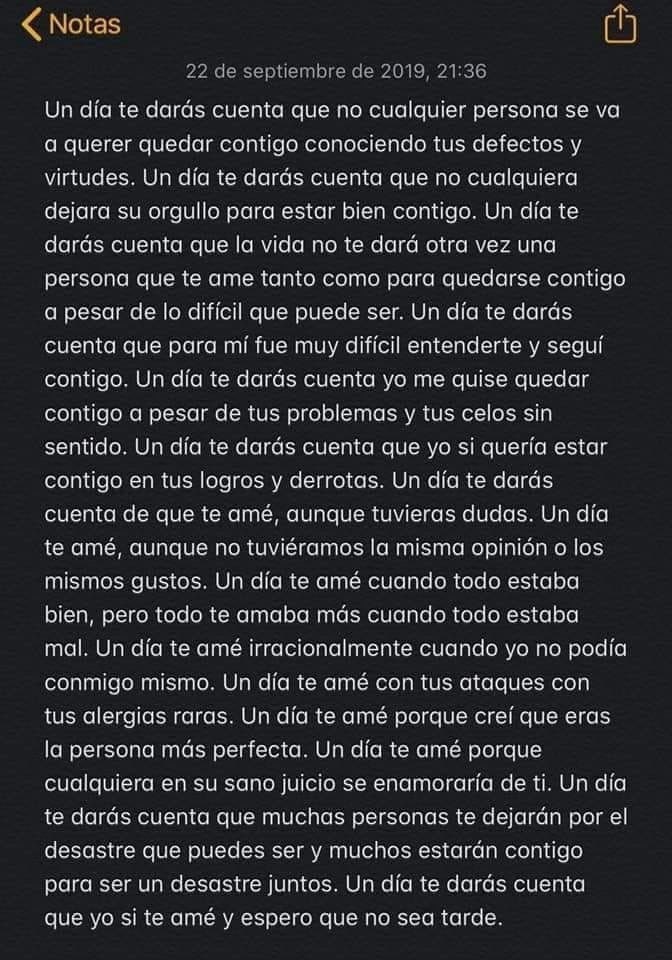 Notas
22 de septiembre de 2019, 21:36
Un día te darás cuenta que no cualquier persona se va
a querer quedar contigo conociendo tus defectos y
virtudes. Un día te darás cuenta que no cualquiera
dejara su orgullo para estar bien contigo. Un día te
darás cuenta que la vida no te dará otra vez una
persona que te ame tanto como para quedarse contigo
a pesar de lo difícil que puede ser. Un día te darás
cuenta que para mí fue muy difícil entenderte y seguí
contigo. Un día te darás cuenta yo me quise quedar
contigo a pesar de tus problemas y tus celos sin
sentido. Un día te darás cuenta que yo si quería estar
contigo en tus logros y derrotas. Un día te darás
cuenta de que te amé, aunque tuvieras dudas. Un día
te amé, aunque no tuviéramos la misma opinión o los
mismos gustos. Un día te amé cuando todo estaba
bien, pero todo te amaba más cuando todo estaba
mal. Un día te amé irracionalmente cuando yo no podía
conmigo mismo. Un día te amé con tus ataques con
tus alergias raras. Un día te amé porque creí que eras
la persona más perfecta. Un día te amé porque
cualquiera en su sano juicio se enamoraría de ti. Un día
te darás cuenta que muchas personas te dejarán por el
desastre que puedes ser y muchos estarán contigo
para ser un desastre juntos. Un día te darás cuenta
que yo si te amé y espero que no sea tarde.